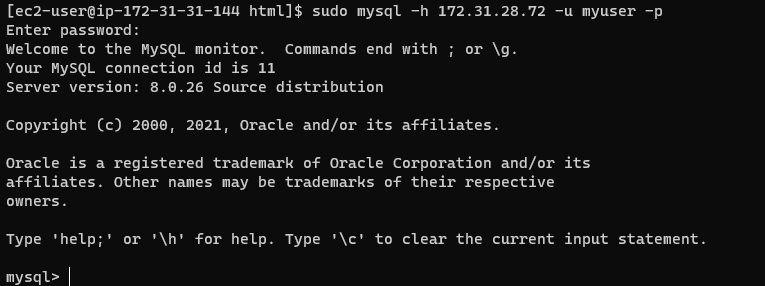 [ec2-user@ip-172-31-31-144 html]$ sudo mysql -h 172.31.28.72 -u myuser -p
Enter password:
Welcome to the MySQL monitor.  Commands end with ; or \g.
Your MySQL connection id is 11
Server version: 8.0.26 Source distribution
Copyright (c) 2000, 2021, Oracle and/or its affiliates.
Oracle is a registered trademark of Oracle Corporation and/or its
affiliates. Other names may be trademarks of their respective
owners.
Type 'help;' or '\h' for help. Type '\c' to clear the current input statement.
mysql>